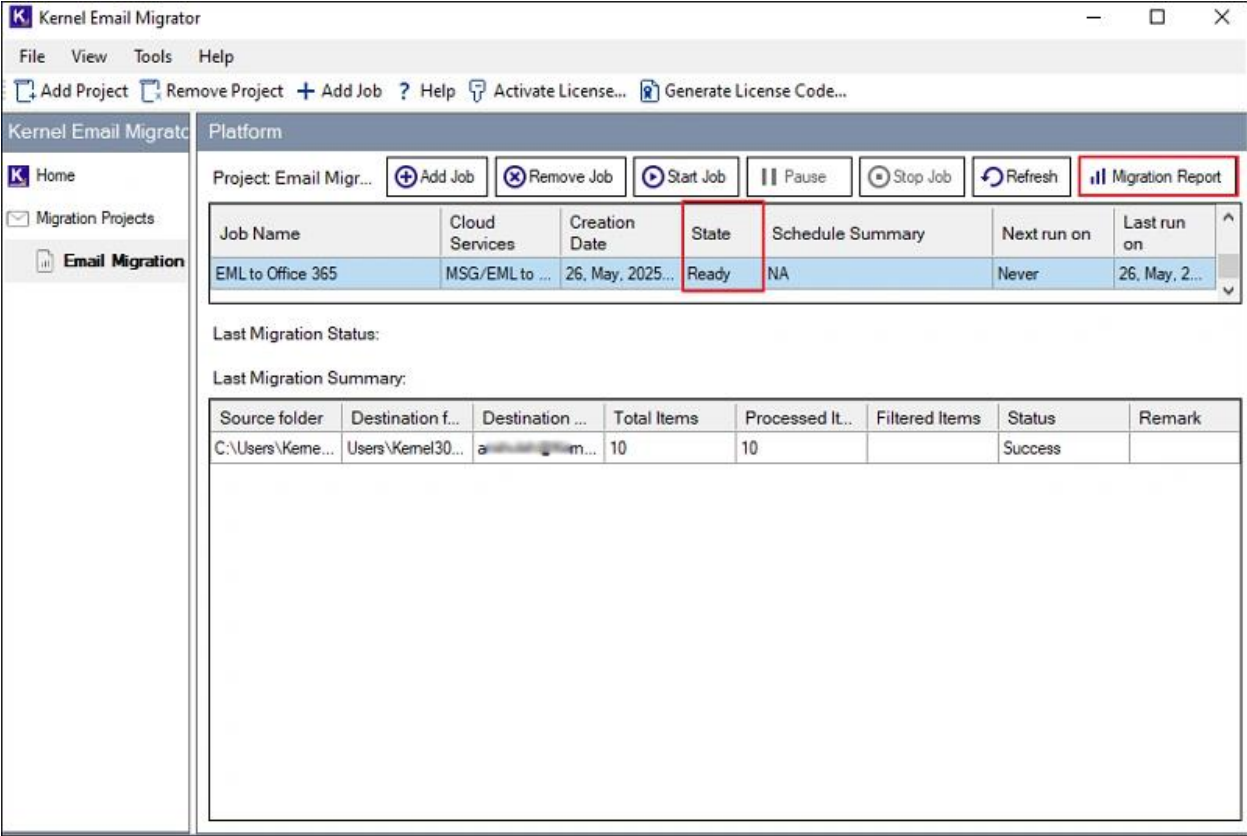 Kernel Email Migrator
File View Tools Help
Add Project Remove Project Add Job ? Help Activate License... Generate License Code...
Kernel Email Migratc Platform
Home
Migration Projects
Email Migration
Project: Email Migr... Add Job Remove Job Start Job Pause Stop Job Refresh Migration Report
Job Name Cloud Services Creation Date State Schedule Summary Next run on Last run on
EML to Office 365 MSG/EML to ... 26, May, 2025... Ready NA Never 26, May, 2...
Last Migration Status:
Last Migration Summary:
Source folder Destination f... Destination ... Total Items Processed It... Filtered Items Status Remark
C:\Users\Kerne... Users\Kernel30... 10 10 Success